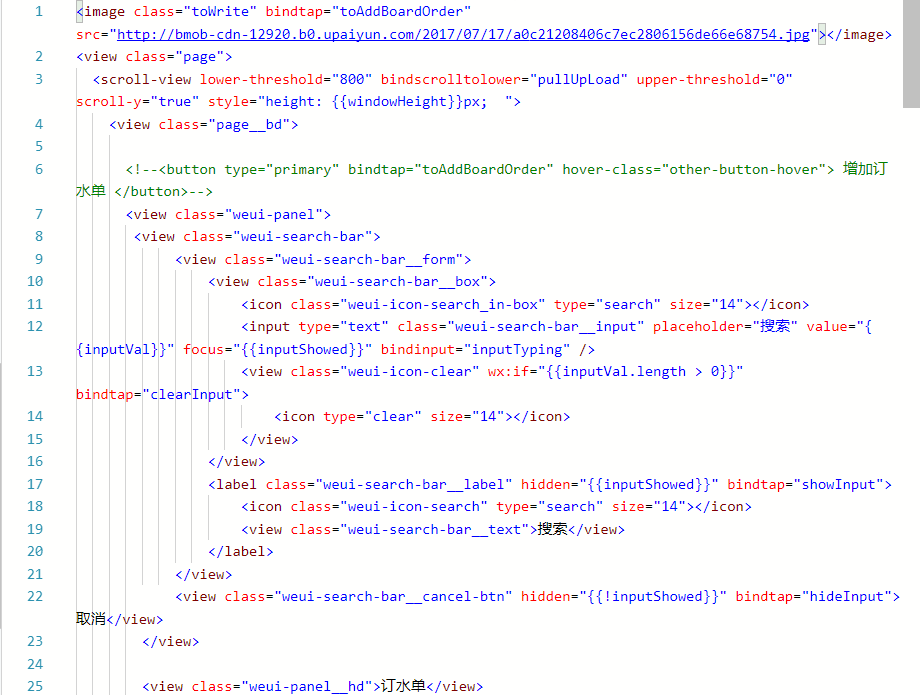 1 <image class="toWrite" bindtap="toAddBoardOrder"
src="http://bmob-cdn-12920.b0.upaiyun.com/2017/07/17/a0c21208406c7ec2806156de66e68754.jpg"></image>
2 <view class="page">
3 <scroll-view lower-threshold="800" bindscrolltolower="pullUpLoad" upper-threshold="0"
scroll-y="true" style="height: {{windowHeight}}px;  ">
4 <view class="page__bd">
5
6 <!--<button type="primary" bindtap="toAddBoardOrder" hover-class="other-button-hover"> 增加订
水单 </button>-->
7 <view class="weui-panel">
8 <view class="weui-search-bar">
9 <view class="weui-search-bar__form">
10 <view class="weui-search-bar__box">
11 <icon class="weui-icon-search_in-box" type="search" size="14"></icon>
12 <input type="text" class="weui-search-bar__input" placeholder="搜索" value="{
{inputVal}}" focus="{{inputShowed}}" bindinput="inputTyping" />
13 <view class="weui-icon-clear" wx:if="{{inputVal.length > 0}}"
bindtap="clearInput">
14 <icon type="clear" size="14"></icon>
15 </view>
16 </view>
17 <label class="weui-search-bar__label" hidden="{{inputShowed}}" bindtap="showInput">
18 <icon class="weui-icon-search" type="search" size="14"></icon>
19 <view class="weui-search-bar__text">搜索</view>
20 </label>
21 </view>
22 <view class="weui-search-bar__cancel-btn" hidden="{{!inputShowed}}" bindtap="hideInput">
取消</view>
23 </view>
24
25 <view class="weui-panel__hd">订水单</view>